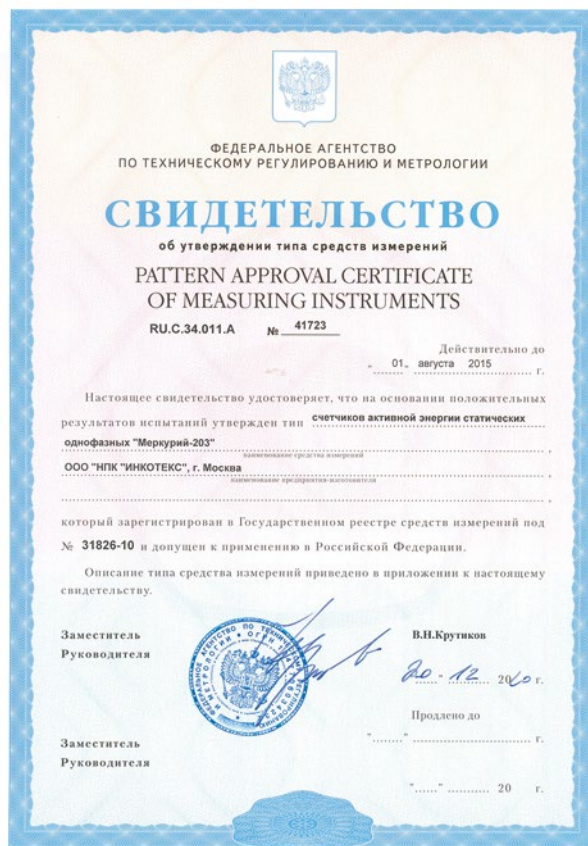 ФЕДЕРАЛЬНОЕ АГЕНТСТВО
ПО ТЕХНИЧЕСКОМУ РЕГУЛИРОВАНИЮ И МЕТРОЛОГИИ
СВИДЕТЕЛЬСТВО
об утверждении типа средств измерений
PATTERN APPROVAL CERTIFICATE
OF MEASURING INSTRUMENTS
RU.C.34.011.A № 41723
Действительно до
" 01 " августа 2015 г.
Настоящее свидетельство удостоверяет, что на основании положительных
результатов испытаний утвержден тип счетчиков активной энергии статических
однофазных "Меркурий-203" ,
наименование средства измерений
ООО "НПК "ИНКОТЕКС", г. Москва
наименование предприятия-изготовителя
который зарегистрирован в Государственном реестре средств измерений под
№ 31826-10 и допущен к применению в Российской Федерации.
Описание типа средства измерений приведено в приложении к настоящему
свидетельству.
Заместитель
Руководителя
В.Н.Крутиков
20 - 12 2010 г.
Продлено до
"........" ........................ г.
Заместитель
Руководителя
"......" ........... 20 г.